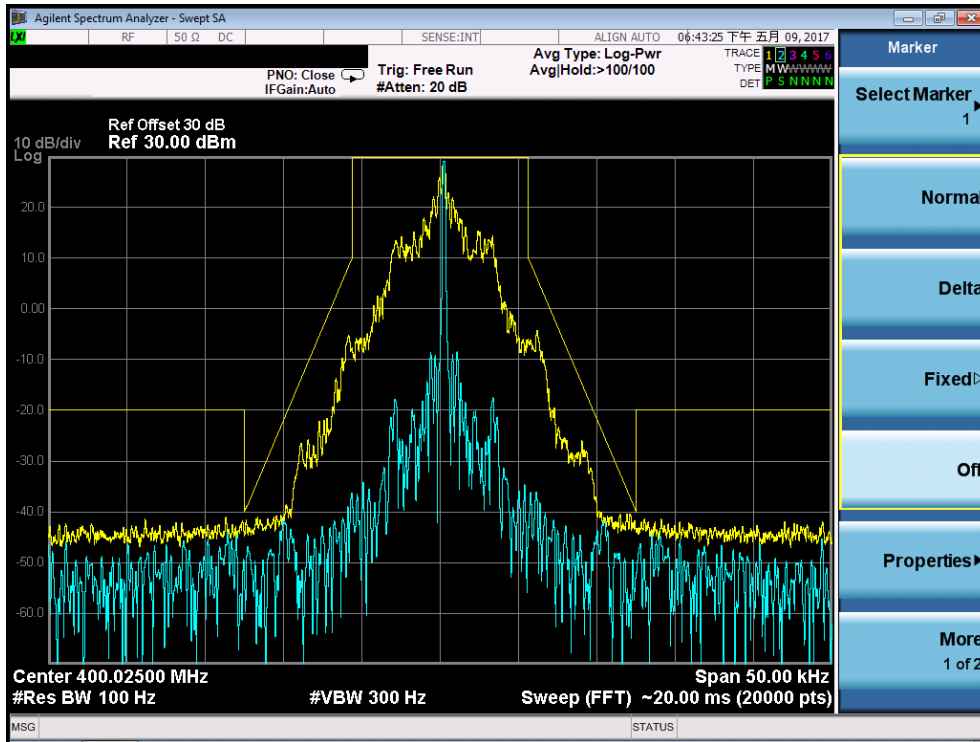 Agilent Spectrum Analyzer - Swept SA
LXI RF 50 Ω DC SENSE:INT ALIGN AUTO 06:43:25 下午 五月 09, 2017
Marker
PNO: Close
IFGain:Auto
Trig: Free Run
#Atten: 20 dB
Avg Type: Log-Pwr
Avg|Hold:>100/100
TRACE 1 2 3 4 5 6
TYPE M W W W W W
DET P S N N N N
Select Marker
1
Ref Offset 30 dB
10 dB/div Ref 30.00 dBm
Log
20.0
10.0
0.00
-10.0
-20.0
-30.0
-40.0
-50.0
-60.0
Normal
Delta
Fixed
Off
Properties
More
1 of 2
Center 400.02500 MHz Span 50.00 kHz
#Res BW 100 Hz #VBW 300 Hz Sweep (FFT) ~20.00 ms (20000 pts)
MSG STATUS